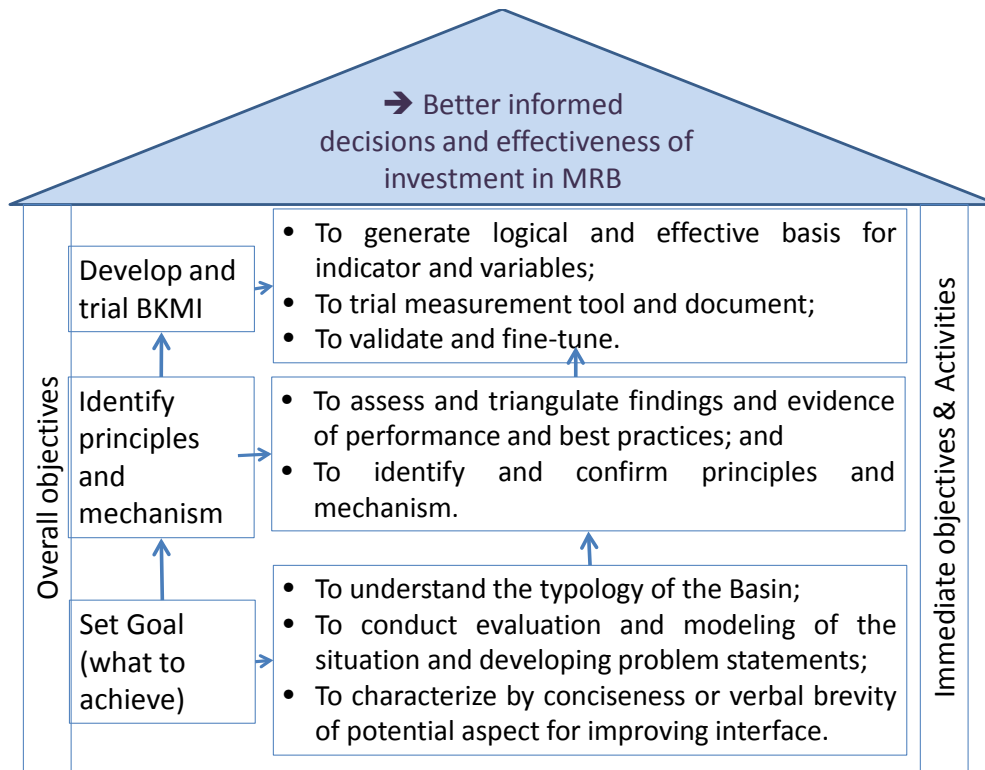 ➔ Better informed
decisions and effectiveness of
investment in MRB
Overall objectives
Develop and
trial BKMI
• To generate logical and effective basis for
indicator and variables;
• To trial measurement tool and document;
• To validate and fine-tune.
Identify
principles
and
mechanism
• To assess and triangulate findings and evidence
of performance and best practices; and
• To identify and confirm principles and
mechanism.
Set Goal
(what to
achieve)
• To understand the typology of the Basin;
• To conduct evaluation and modeling of the
situation and developing problem statements;
• To characterize by conciseness or verbal brevity
of potential aspect for improving interface.
Immediate objectives & Activities